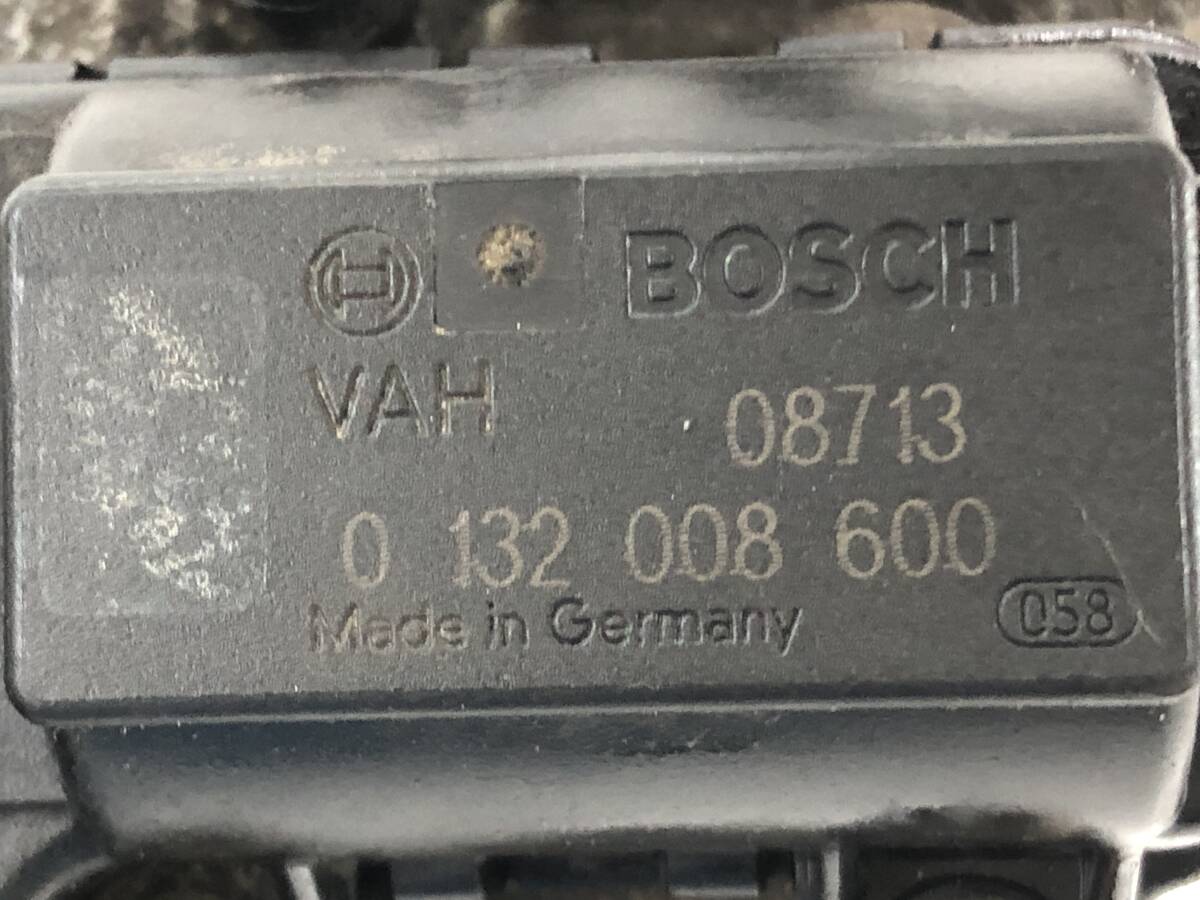 BOSCH
VAH 08713
0 132 008 600
Made in Germany
058